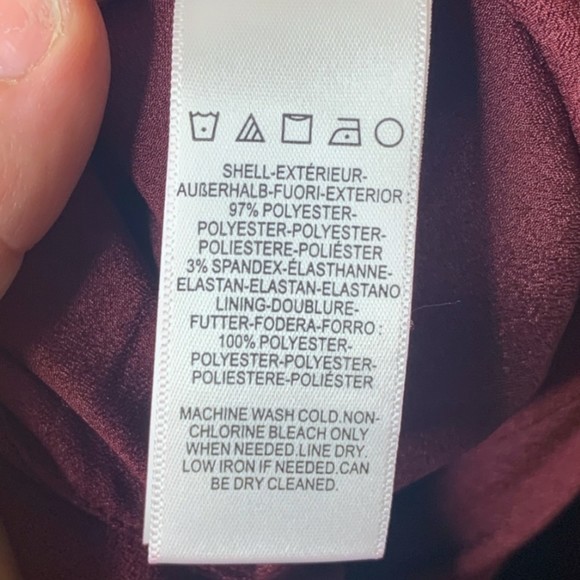 SHELL-EXTÉRIEUR-
AUßERHALB-FUORI-EXTERIOR :
97% POLYESTER-
POLYESTER-POLYESTER-
POLIESTERE-POLIÉSTER
3% SPANDEX-ÉLASTHANNE-
ELASTAN-ELASTAN-ELASTANO
LINING-DOUBLURE-
FUTTER-FODERA-FORRO :
100% POLYESTER-
POLYESTER-POLYESTER-
POLIESTERE-POLIÉSTER
MACHINE WASH COLD.NON-
CHLORINE BLEACH ONLY
WHEN NEEDED.LINE DRY.
LOW IRON IF NEEDED.CAN
BE DRY CLEANED.